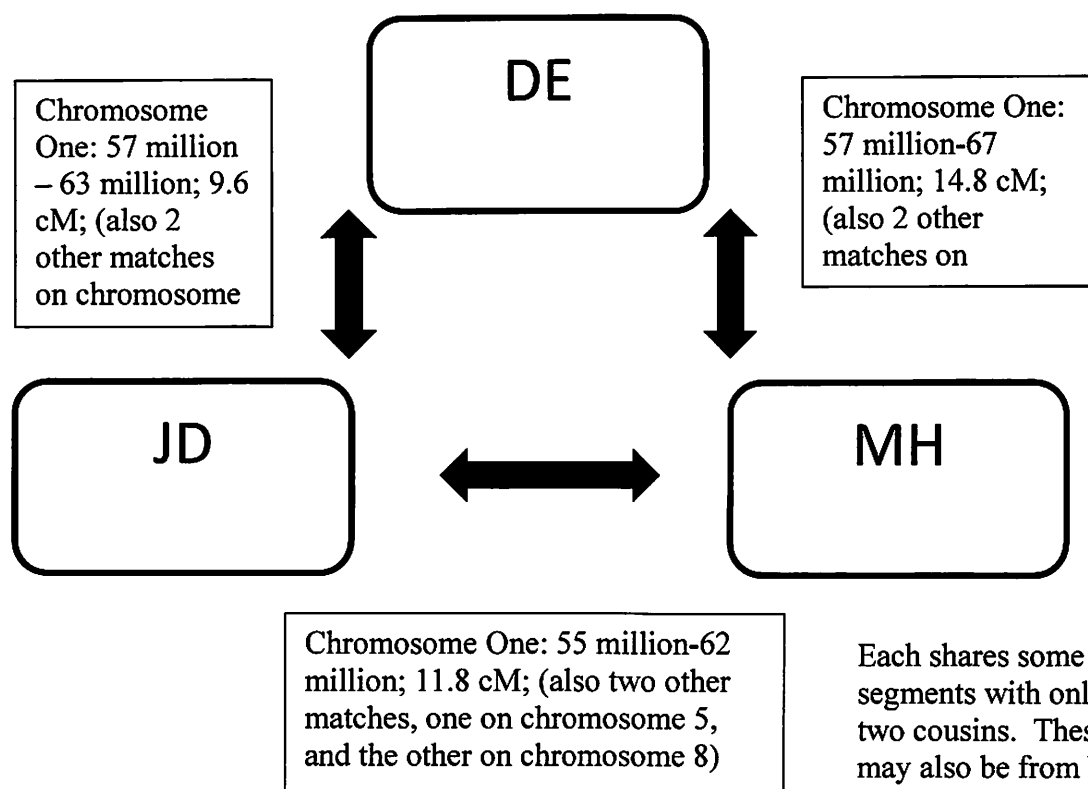 DE
Chromosome
One: 57 million
– 63 million; 9.6
cM; (also 2
other matches
on chromosome
Chromosome One:
57 million-67
million; 14.8 cM;
(also 2 other
matches on
JD
MH
Chromosome One: 55 million-62
million; 11.8 cM; (also two other
matches, one on chromosome 5,
and the other on chromosome 8)
Each shares some
segments with
two cousins.  
may also be from